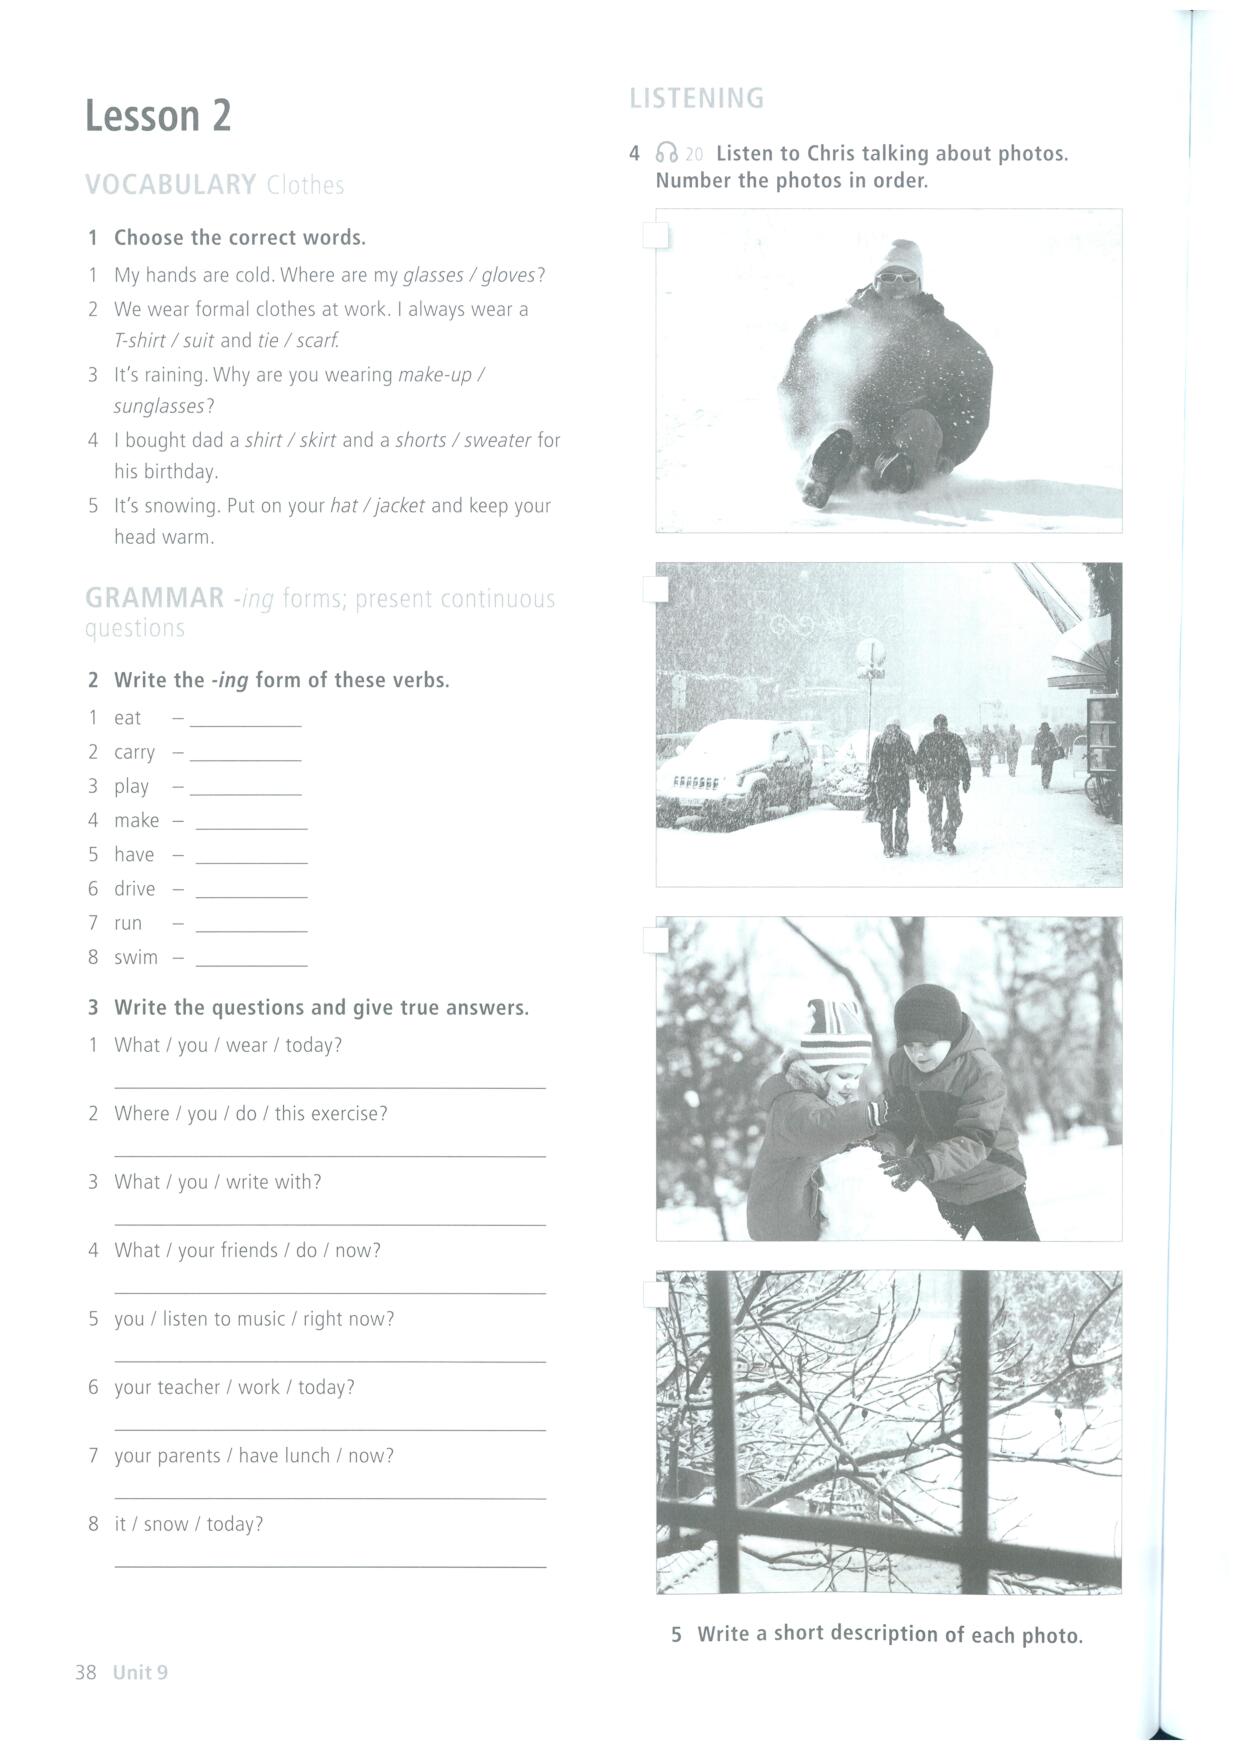 Lesson 2
VOCABULARY Clothes
1 Choose the correct words.
1 My hands are cold. Where are my glasses / gloves?
2 We wear formal clothes at work. I always wear a
T-shirt / suit and tie / scarf.
3 It's raining. Why are you wearing make-up /
sunglasses?
4 I bought dad a shirt / skirt and a shorts / sweater for
his birthday.
5 It's snowing. Put on your hat / jacket and keep your
head warm.
GRAMMAR -ing forms; present continuous
questions
2 Write the -ing form of these verbs.
1 eat – __________
2 carry – __________
3 play – __________
4 make – __________
5 have – __________
6 drive – __________
7 run – __________
8 swim – __________
3 Write the questions and give true answers.
1 What / you / wear / today?
2 Where / you / do / this exercise?
3 What / you / write with?
4 What / your friends / do / now?
5 you / listen to music / right now?
6 your teacher / work / today?
7 your parents / have lunch / now?
8 it / snow / today?
38 Unit 9
LISTENING
4 20 Listen to Chris talking about photos.
Number the photos in order.
5 Write a short description of each photo.